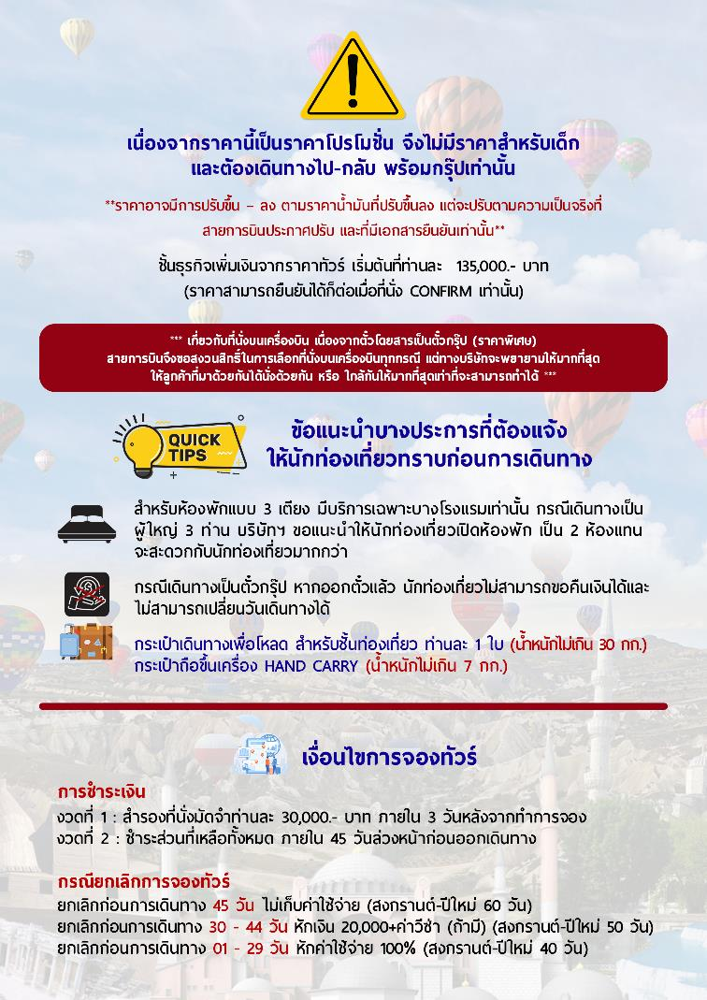 เนื่องจากราคานี้เป็นราคาโปรโมชั่น จึงไม่มีราคาสำหรับเด็ก
และต้องเดินทางไป-กลับ พร้อมกรุ๊ปเท่านั้น
**ราคาอาจมีการปรับขึ้น – ลง ตามราคาน้ำมันที่ปรับขึ้นลง แต่จะปรับตามความเป็นจริงที่
สายการบินประกาศปรับ และที่มีเอกสารยืนยันเท่านั้น**
ชั้นธุรกิจเพิ่มเงินจากราคาทัวร์ เริ่มต้นที่ท่านละ 135,000.- บาท
(ราคาสามารถยืนยันได้ก็ต่อเมื่อที่นั่ง CONFIRM เท่านั้น)
*** เกี่ยวกับที่นั่งบนเครื่องบิน เนื่องจากตั๋วโดยสารเป็นตั๋วกรุ๊ป (ราคาพิเศษ)
สายการบินจึงขอสงวนสิทธิ์ในการเลือกที่นั่งบนเครื่องบินทุกกรณี แต่ทางบริษัทจะพยายามให้มากที่สุด
ให้ลูกค้าที่มาด้วยกันได้นั่งด้วยกัน หรือ ใกล้กันให้มากที่สุดเท่าที่จะสามารถทำได้ ***
QUICK
TIPS
ข้อแนะนำบางประการที่ต้องแจ้ง
ให้นักท่องเที่ยวทราบก่อนการเดินทาง
สำหรับห้องพักแบบ 3 เตียง มีบริการเฉพาะบางโรงแรมเท่านั้น กรณีเดินทางเป็น
ผู้ใหญ่ 3 ท่าน บริษัทฯ ขอแนะนำให้นักท่องเที่ยวเปิดห้องพัก เป็น 2 ห้องแทน
จะสะดวกกับนักท่องเที่ยวมากกว่า
กรณีเดินทางเป็นตั๋วกรุ๊ป หากออกตั๋วแล้ว นักท่องเที่ยวไม่สามารถขอคืนเงินได้และ
ไม่สามารถเปลี่ยนวันเดินทางได้
กระเป๋าเดินทางเพื่อโหลด สำหรับชั้นท่องเที่ยว ท่านละ 1 ใบ (น้ำหนักไม่เกิน 30 กก.)
กระเป๋าถือขึ้นเครื่อง HAND CARRY (น้ำหนักไม่เกิน 7 กก.)
เงื่อนไขการจองทัวร์
การชำระเงิน
งวดที่ 1 : สำรองที่นั่งมัดจำท่านละ 30,000.- บาท ภายใน 3 วันหลังจากทำการจอง
งวดที่ 2 : ชำระส่วนที่เหลือทั้งหมด ภายใน 45 วันล่วงหน้าก่อนออกเดินทาง
กรณียกเลิกการจองทัวร์
ยกเลิกก่อนการเดินทาง 45 วัน ไม่เก็บค่าใช้จ่าย (สงกรานต์-ปีใหม่ 60 วัน)
ยกเลิกก่อนการเดินทาง 30 - 44 วัน หักเงิน 20,000+ค่าวีซ่า (ถ้ามี) (สงกรานต์-ปีใหม่ 50 วัน)
ยกเลิกก่อนการเดินทาง 01 - 29 วัน หักค่าใช้จ่าย 100% (สงกรานต์-ปีใหม่ 40 วัน)